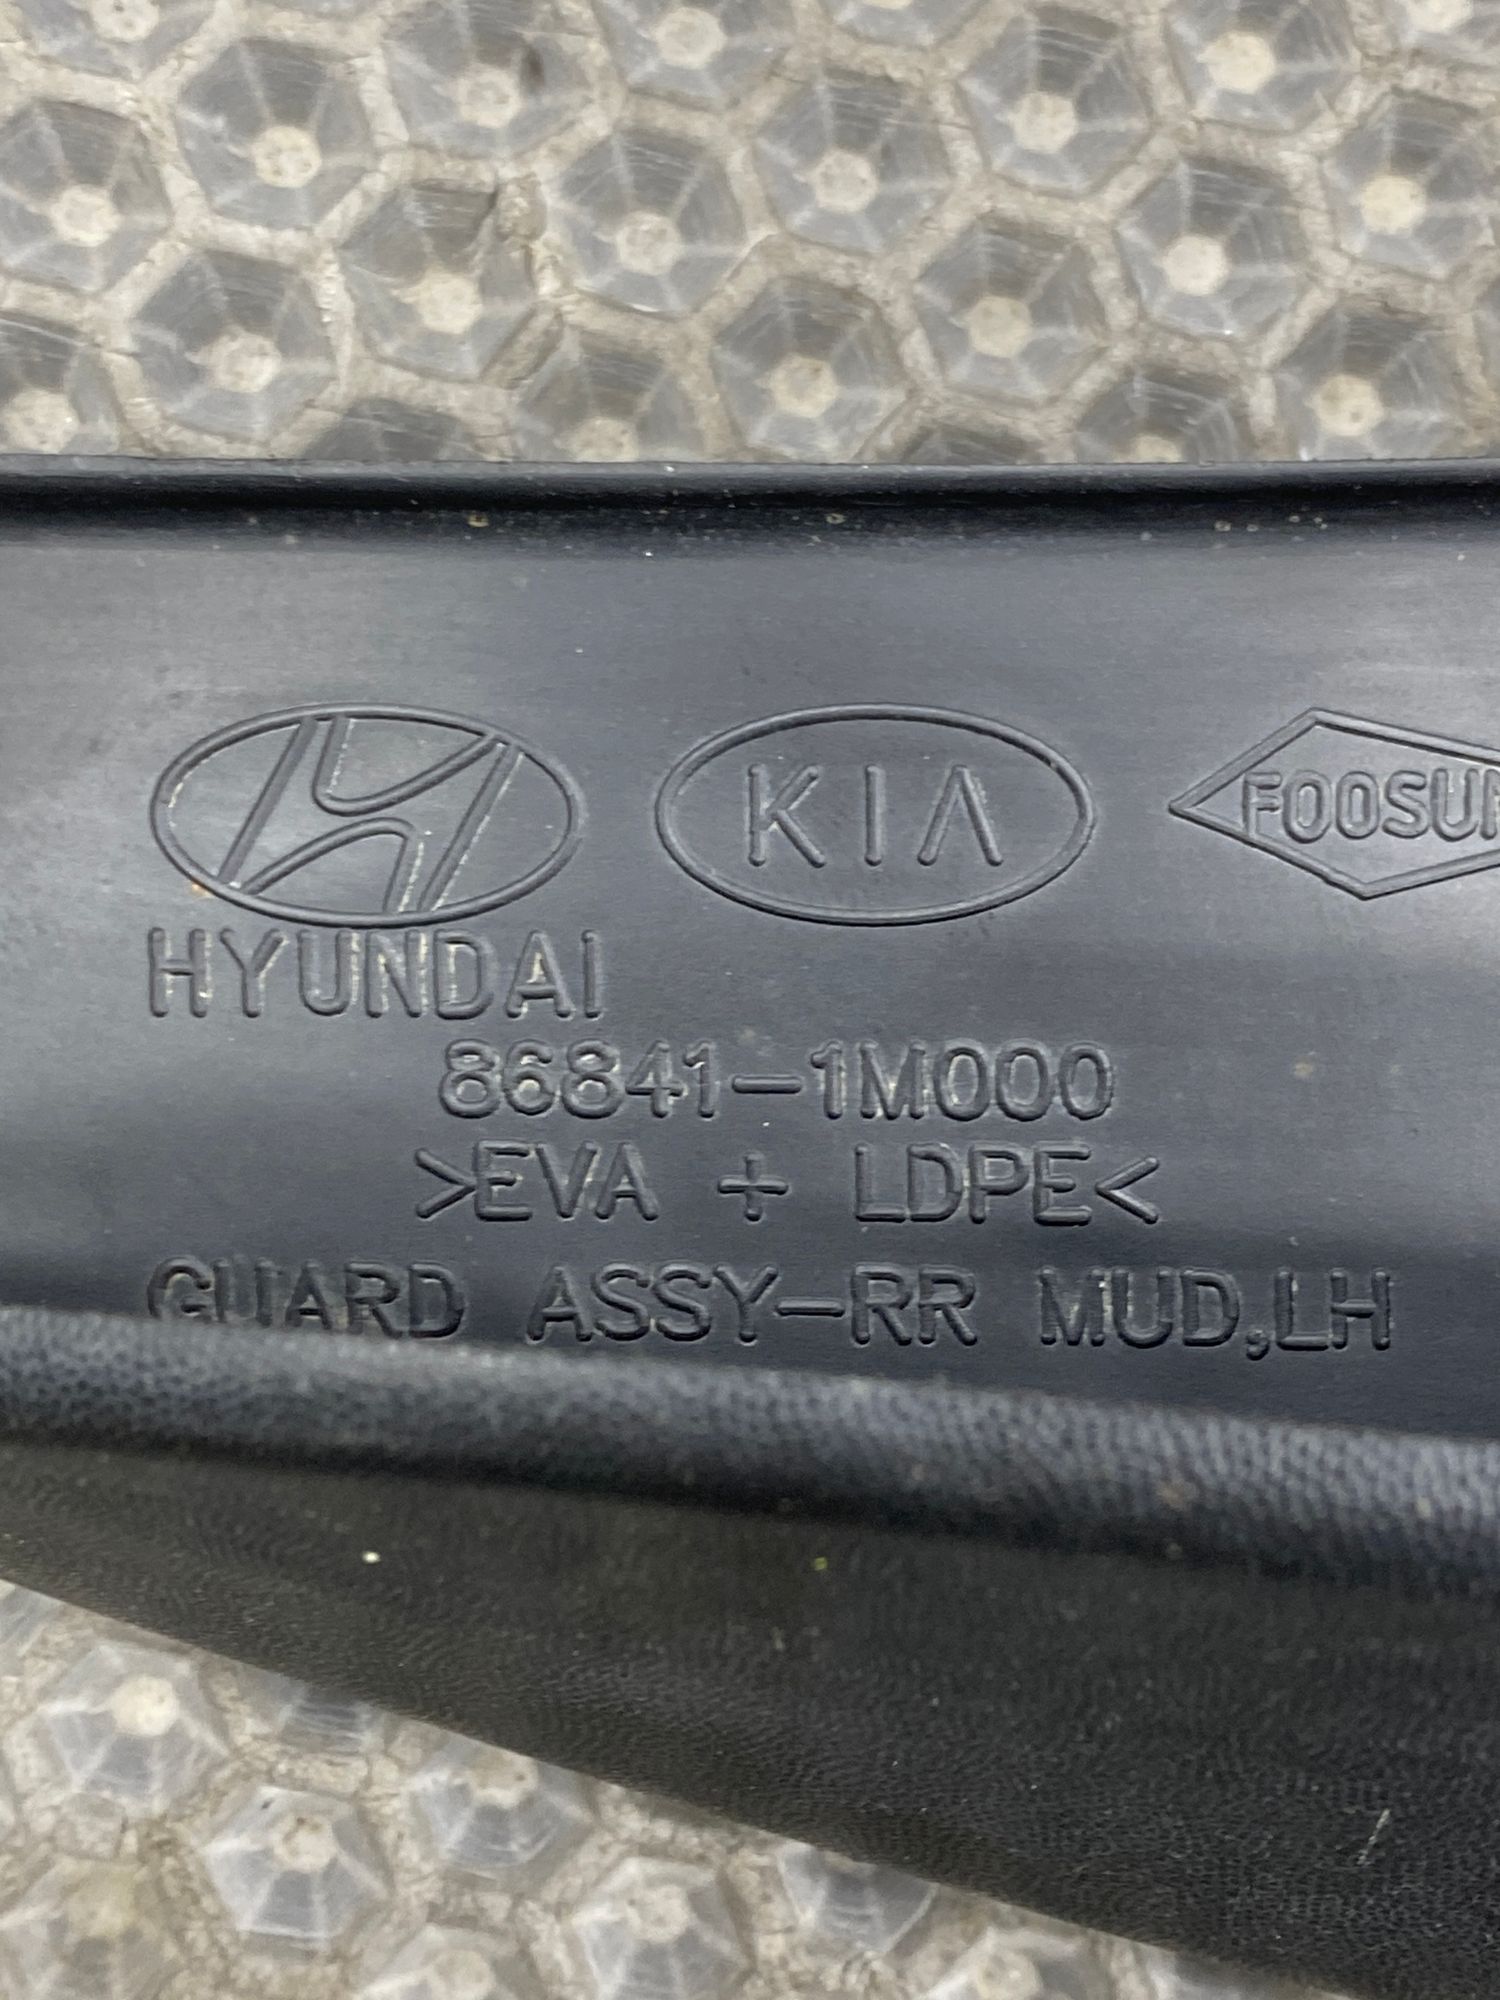 KIA
HYUNDAI
86841-1M000
>EVA + LDPE<
GUARD ASSY-RR MUD,LH